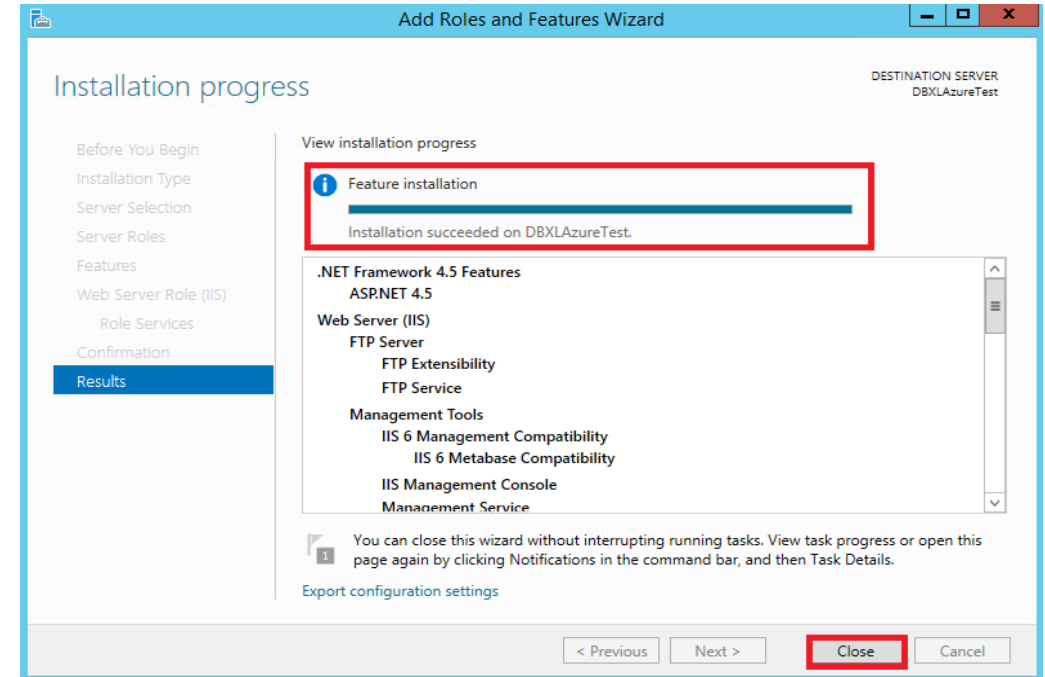 Add Roles and Features Wizard
Installation progress
DESTINATION SERVER
DBXLAzureTest
Before You Begin
Installation Type
Server Selection
Server Roles
Features
Web Server Role (IIS)
Role Services
Confirmation
Results
View installation progress
Feature installation
Installation succeeded on DBXLAzureTest.
.NET Framework 4.5 Features
ASP.NET 4.5
Web Server (IIS)
FTP Server
FTP Extensibility
FTP Service
Management Tools
IIS 6 Management Compatibility
IIS 6 Metabase Compatibility
IIS Management Console
Management Service
1
You can close this wizard without interrupting running tasks. View task progress or open this
page again by clicking Notifications in the command bar, and then Task Details.
Export configuration settings
< Previous
Next >
Close
Cancel